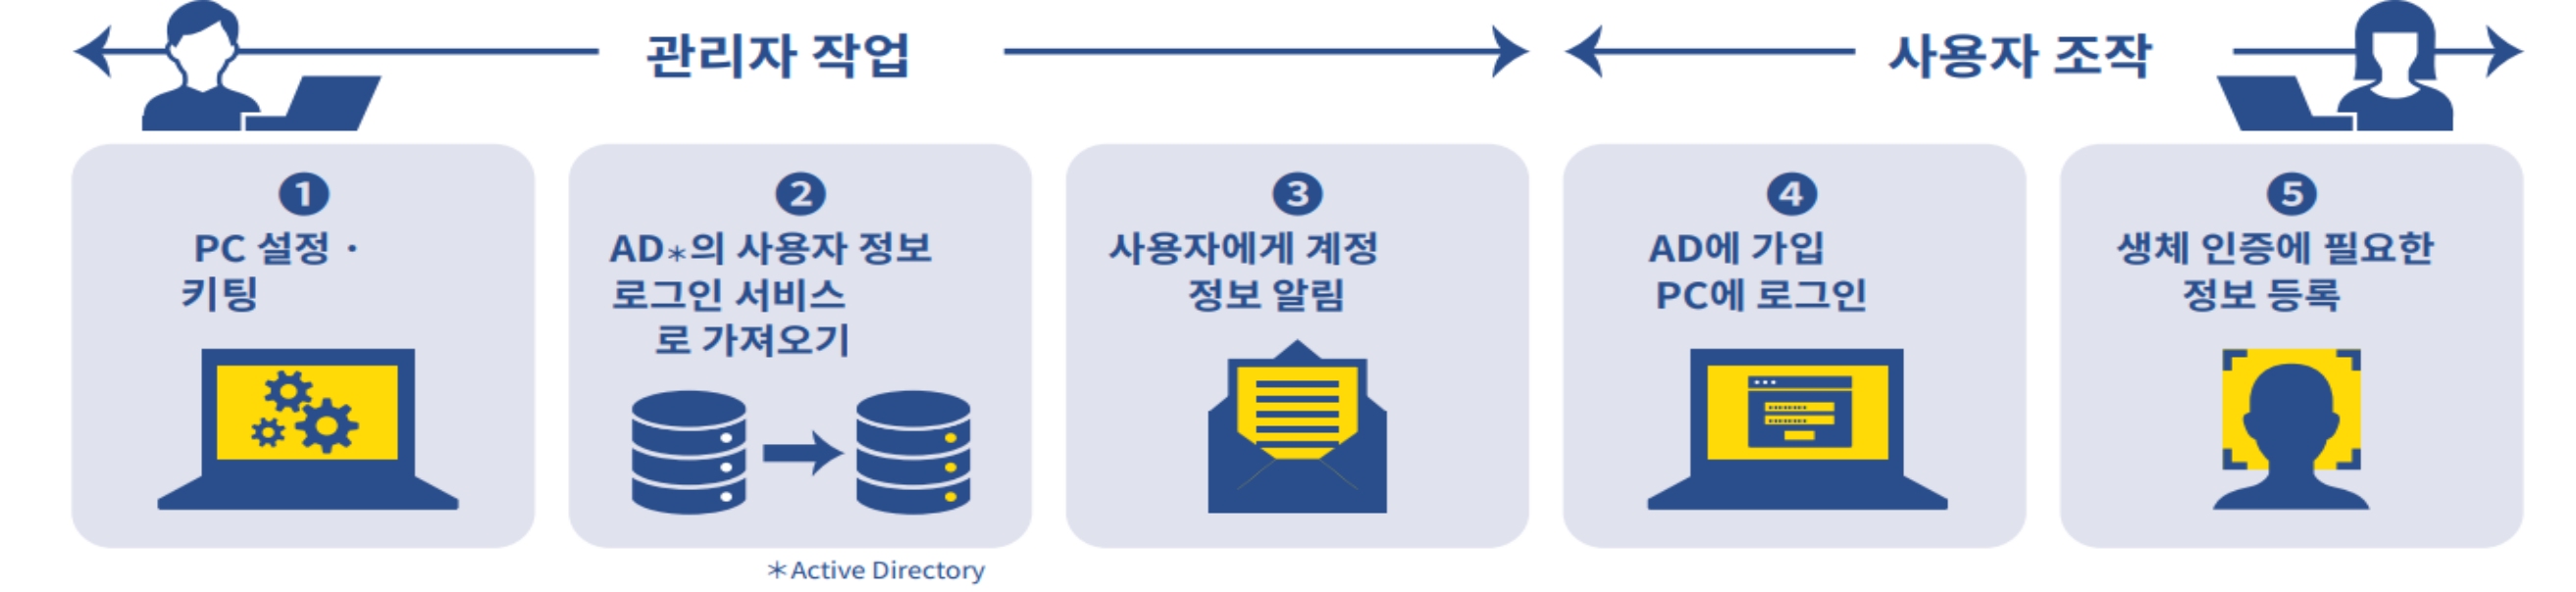 관리자 작업
사용자 조작
1
PC 설정 ·
키팅
2
AD*의 사용자 정보
로그인 서비스
로 가져오기
3
사용자에게 계정
정보 알림
4
AD에 가입
PC에 로그인
5
생체 인증에 필요한
정보 등록
*Active Directory